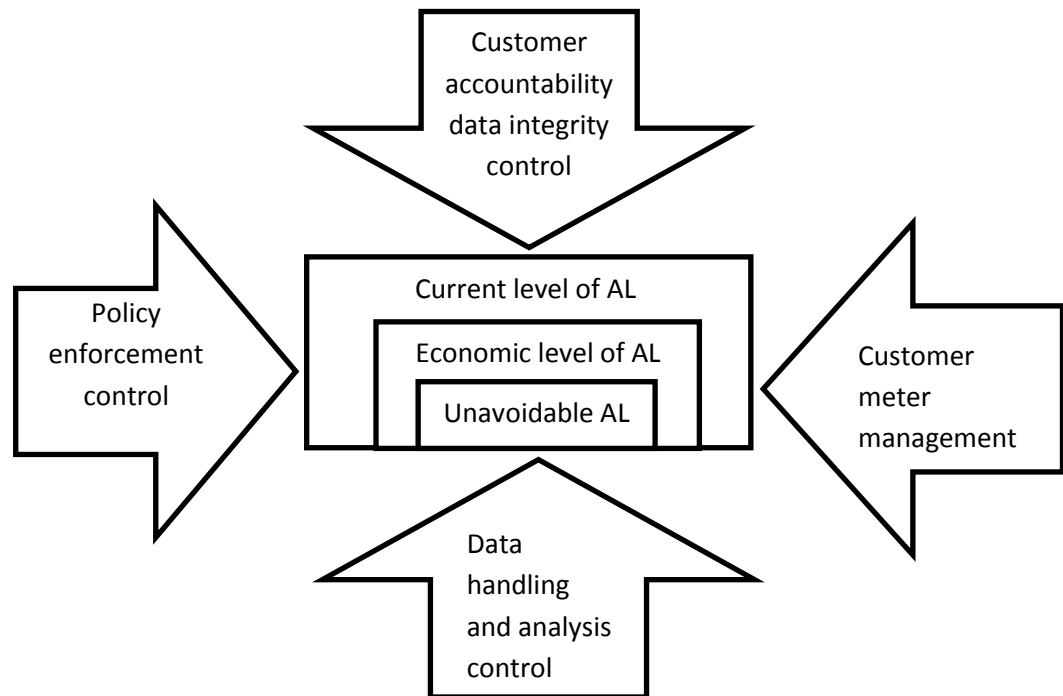 Customer
accountability
data integrity
control
Policy
enforcement
control
Current level of AL
Economic level of AL
Unavoidable AL
Customer
meter
management
Data
handling
and analysis
control